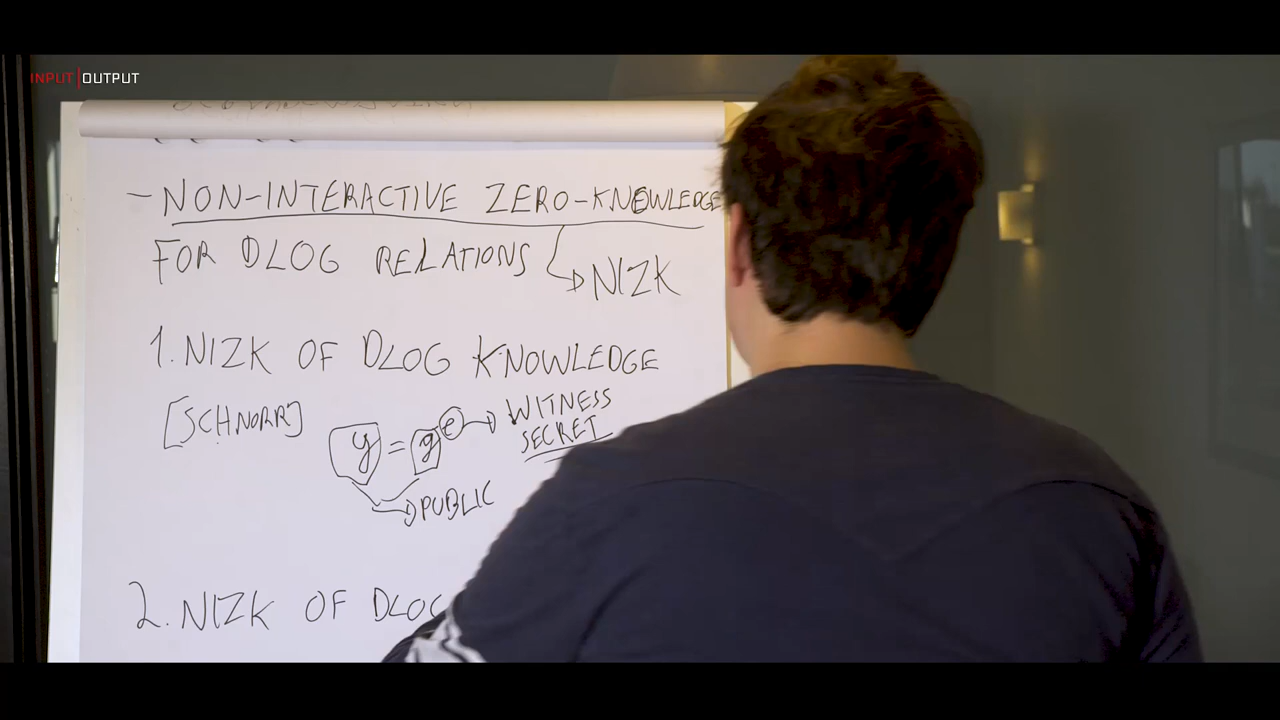 INPUT|OUTPUT
- NON-INTERACTIVE ZERO-KNOWLEDGE
FOR DLOG RELATIONS → NIZK
1. NIZK OF DLOG KNOWLEDGE
[SCHNORR]
y = g^e → WITNESS
SECRET
→ PUBLIC
2. NIZK OF DLOG